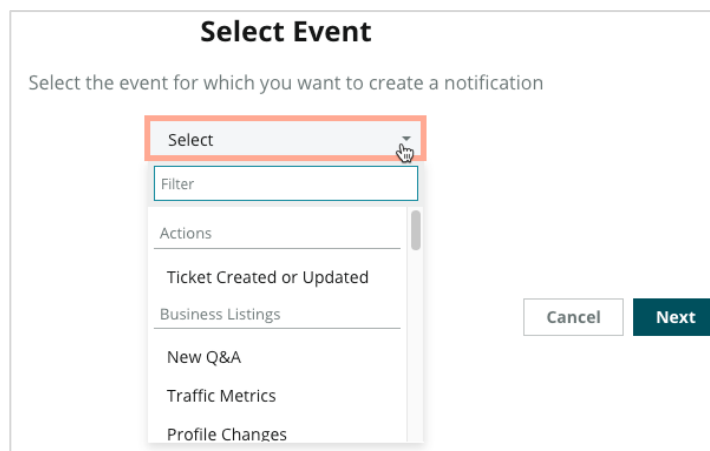 Select Event
Select the event for which you want to create a notification
Select
Filter
Actions
Ticket Created or Updated
Business Listings
Cancel
Next
New Q&A
Traffic Metrics
Profile Changes